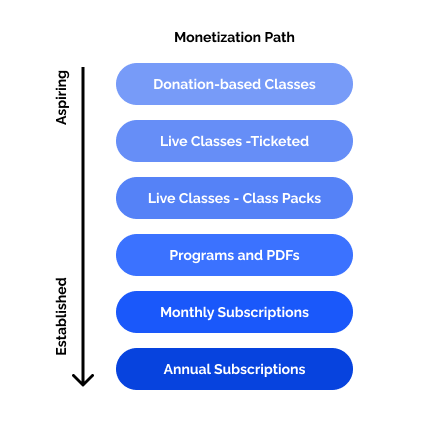 Monetization Path
Aspiring
Donation-based Classes
Live Classes -Ticketed
Live Classes - Class Packs
Programs and PDFs
Established
Monthly Subscriptions
Annual Subscriptions